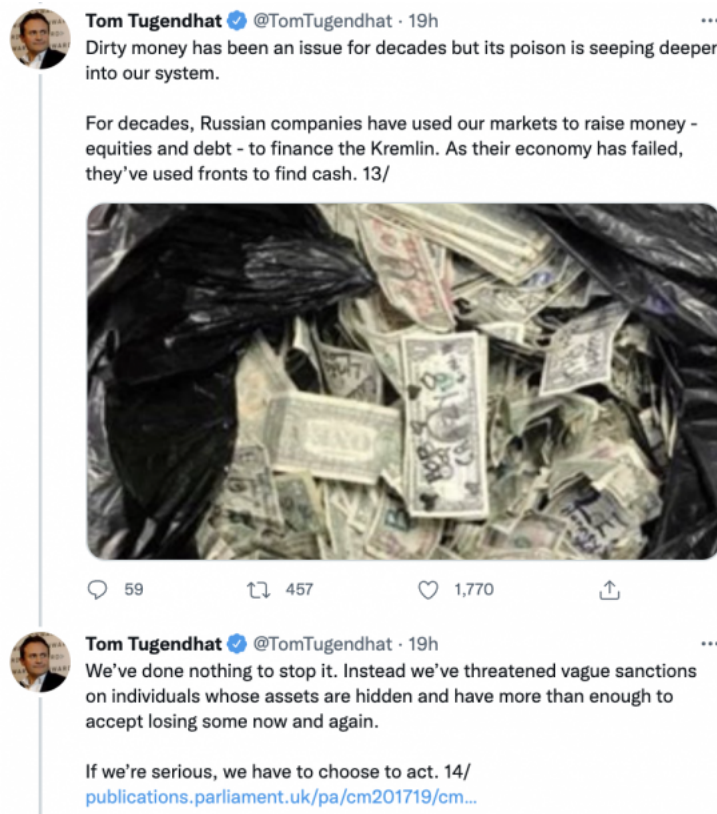 Tom Tugendhat @TomTugendhat · 19h
Dirty money has been an issue for decades but its poison is seeping deeper
into our system.
For decades, Russian companies have used our markets to raise money -
equities and debt - to finance the Kremlin. As their economy has failed,
they've used fronts to find cash. 13/
59 457 1,770
Tom Tugendhat @TomTugendhat · 19h
We've done nothing to stop it. Instead we've threatened vague sanctions
on individuals whose assets are hidden and have more than enough to
accept losing some now and again.
If we're serious, we have to choose to act. 14/
publications.parliament.uk/pa/cm201719/cm...